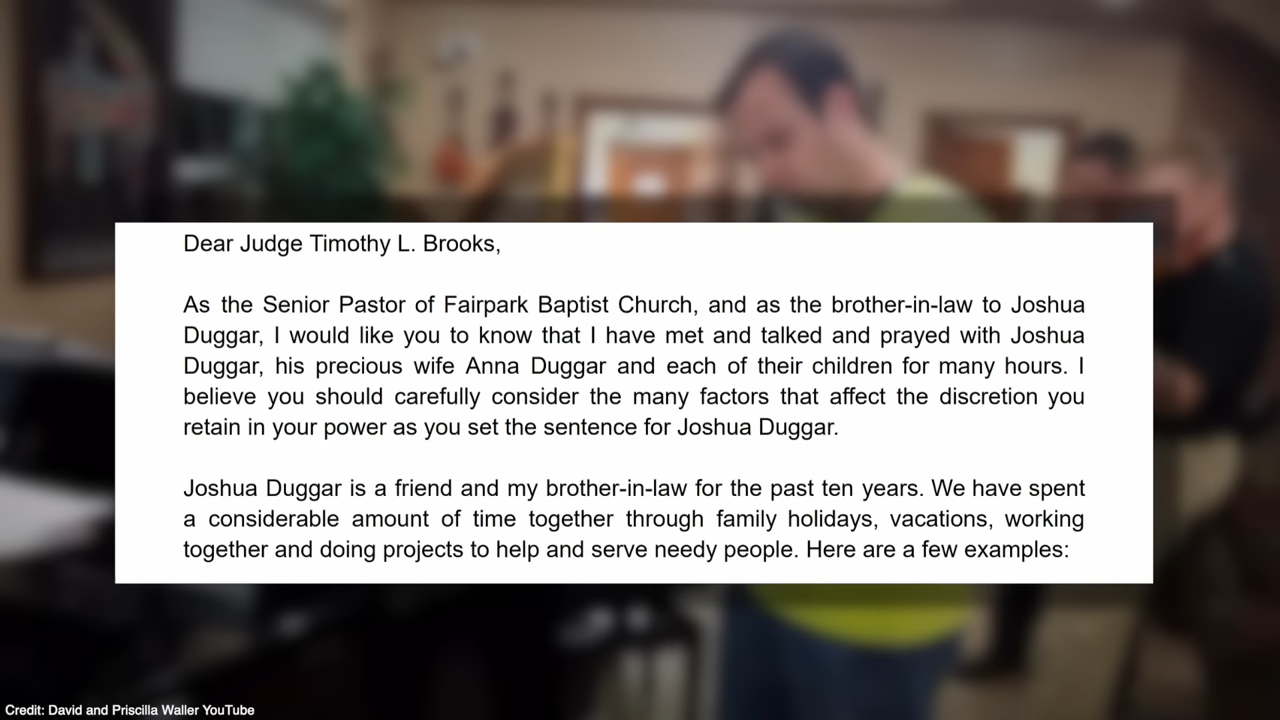 Dear Judge Timothy L. Brooks,
As the Senior Pastor of Fairpark Baptist Church, and as the brother-in-law to Joshua
Duggar, I would like you to know that I have met and talked and prayed with Joshua
Duggar, his precious wife Anna Duggar and each of their children for many hours. I
believe you should carefully consider the many factors that affect the discretion you
retain in your power as you set the sentence for Joshua Duggar.
Joshua Duggar is a friend and my brother-in-law for the past ten years. We have spent
a considerable amount of time together through family holidays, vacations, working
together and doing projects to help and serve needy people. Here are a few examples:
Credit: David and Priscilla Waller YouTube